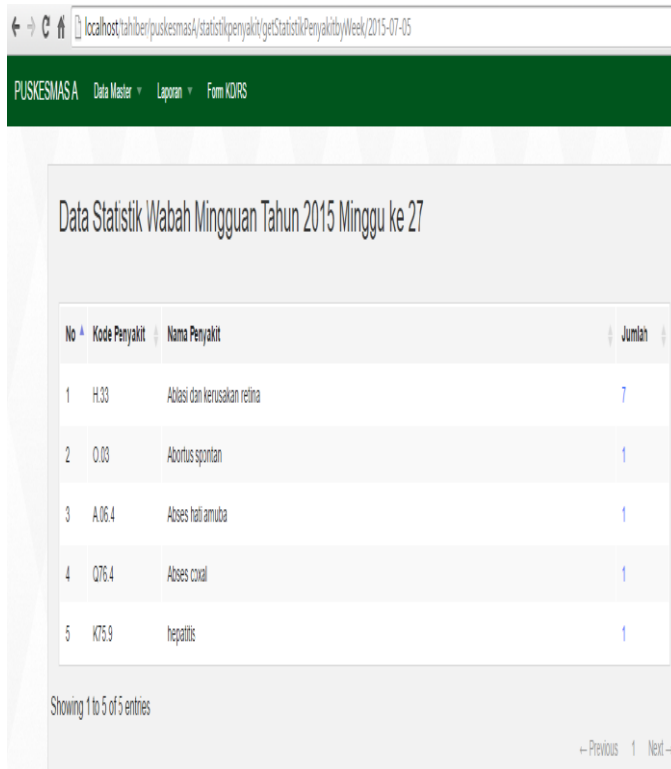 localhost/tahiber/puskesmasA/statistikpenyakit/getStatistikPenyakitbyWeek/2015-07-05
PUSKESMAS A Data Master Laporan Form KD/RS
Data Statistik Wabah Mingguan Tahun 2015 Minggu ke 27
No Kode Penyakit Nama Penyakit Jumlah
1 H.33 Ablasi dan kerusakan retina 7
2 O.03 Abortus spontan 1
3 A.06.4 Abses hati amuba 1
4 Q76.4 Abses coxal 1
5 K75.9 hepatitis 1
Showing 1 to 5 of 5 entries
← Previous 1 Next →